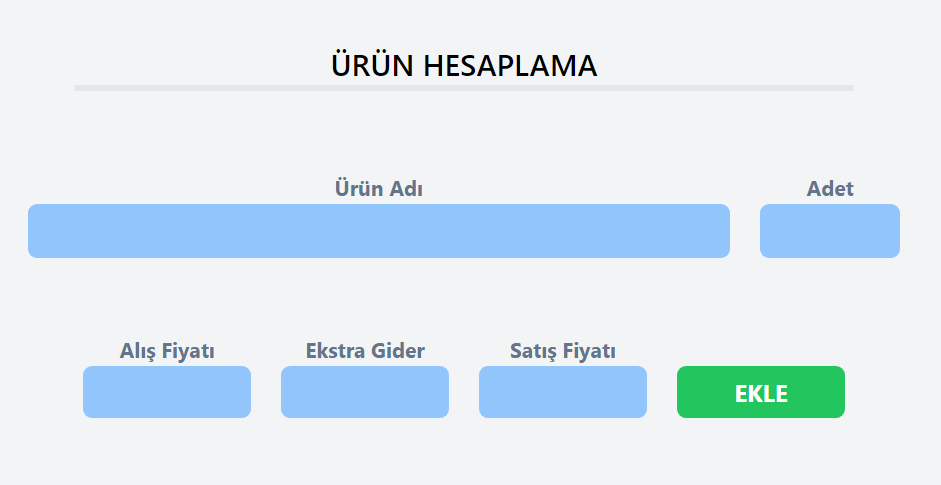 ÜRÜN HESAPLAMA
Ürün Adı Adet
Alış Fiyatı Ekstra Gider Satış Fiyatı
EKLE